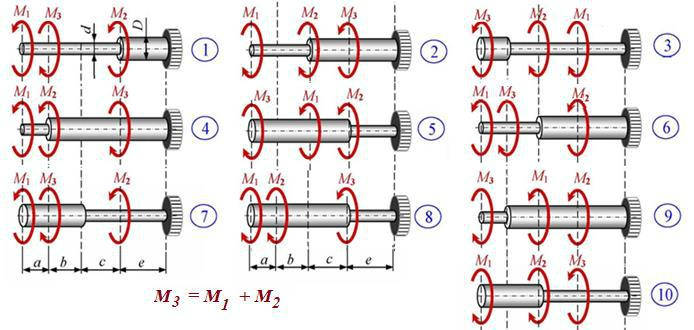 M₁ M₃ d M₂ D 1
M₁ M₂ M₃ 2
M₃ M₂ M₁ 3
M₁ M₂ M₃ 4
M₃ M₁ M₂ 5
M₁ M₃ M₂ 6
M₁ M₃ M₂ 7
a b c e
M₁ M₂ M₃ 8
a b c e
M₃ M₁ M₂ 9
M₁ M₂ M₃ 10
M₃ = M₁ + M₂